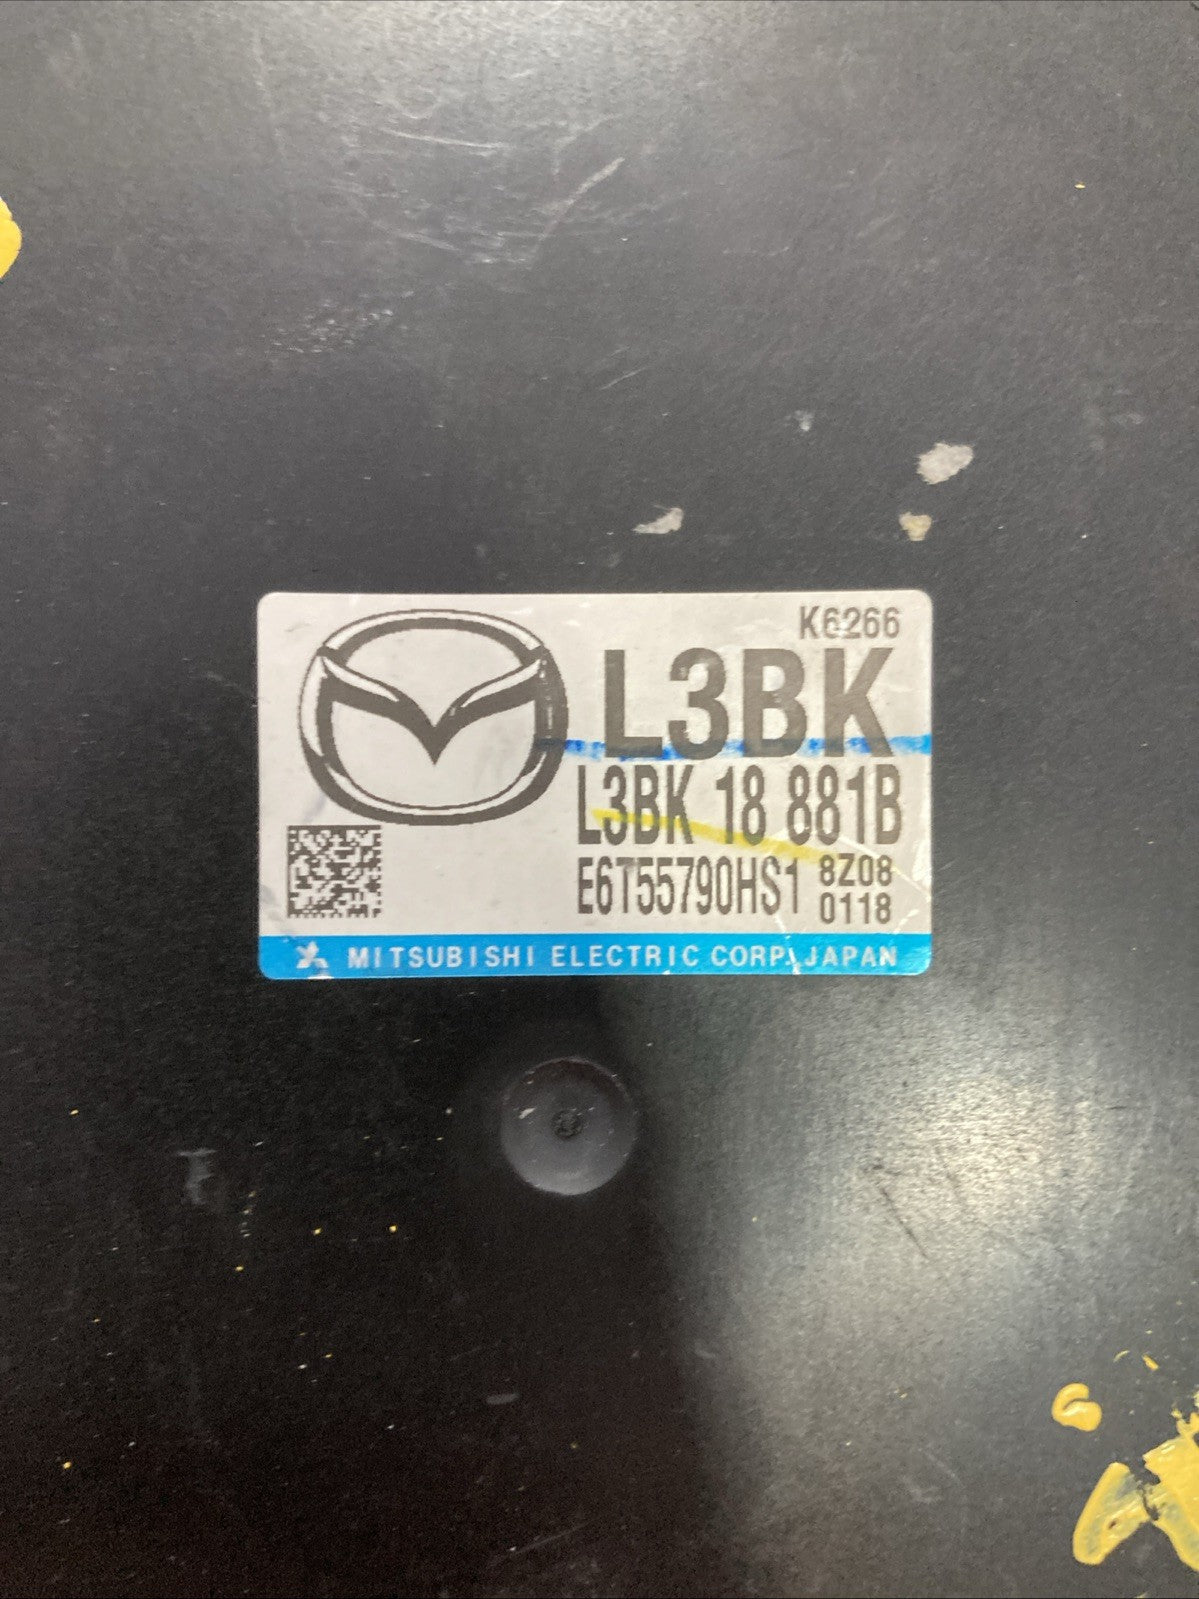 K6266
L3BK
L3BK 18 881B
E6T55790HS1 8Z08
0118
MITSUBISHI ELECTRIC CORP. JAPAN